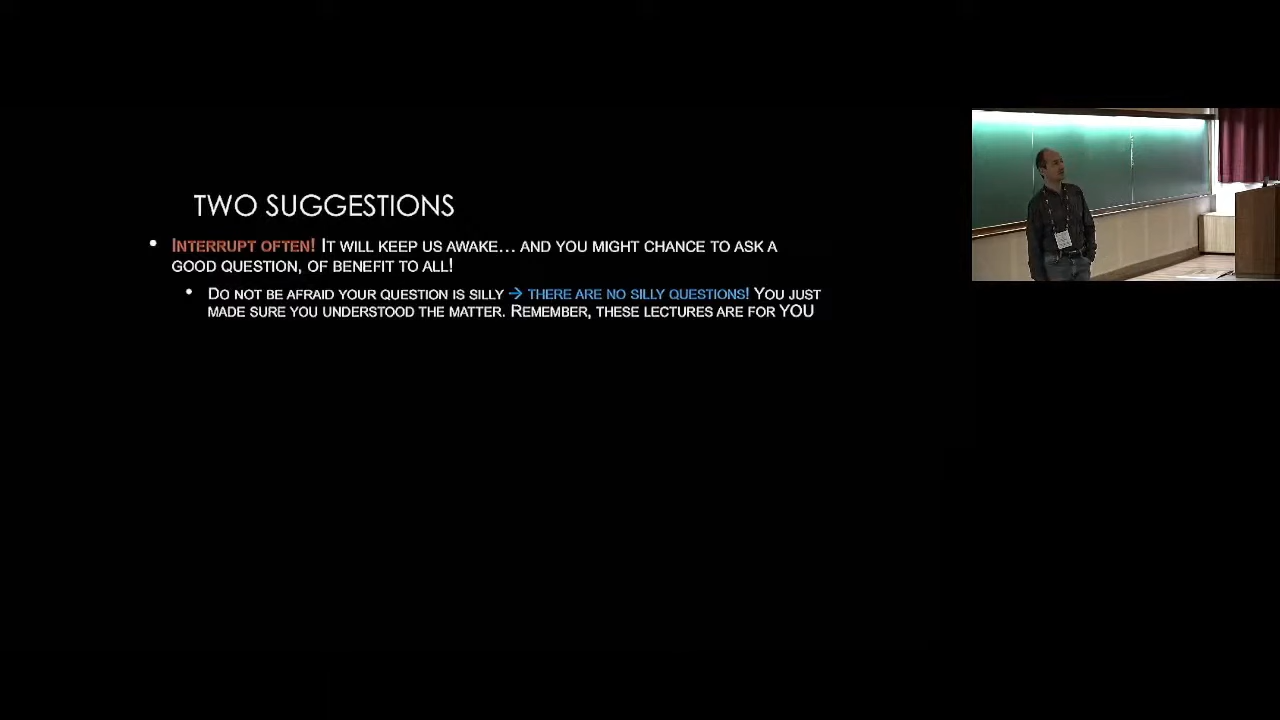 TWO SUGGESTIONS
• INTERRUPT OFTEN! IT WILL KEEP US AWAKE... AND YOU MIGHT CHANCE TO ASK A
GOOD QUESTION, OF BENEFIT TO ALL!
• DO NOT BE AFRAID YOUR QUESTION IS SILLY → THERE ARE NO SILLY QUESTIONS! YOU JUST
MADE SURE YOU UNDERSTOOD THE MATTER. REMEMBER, THESE LECTURES ARE FOR YOU